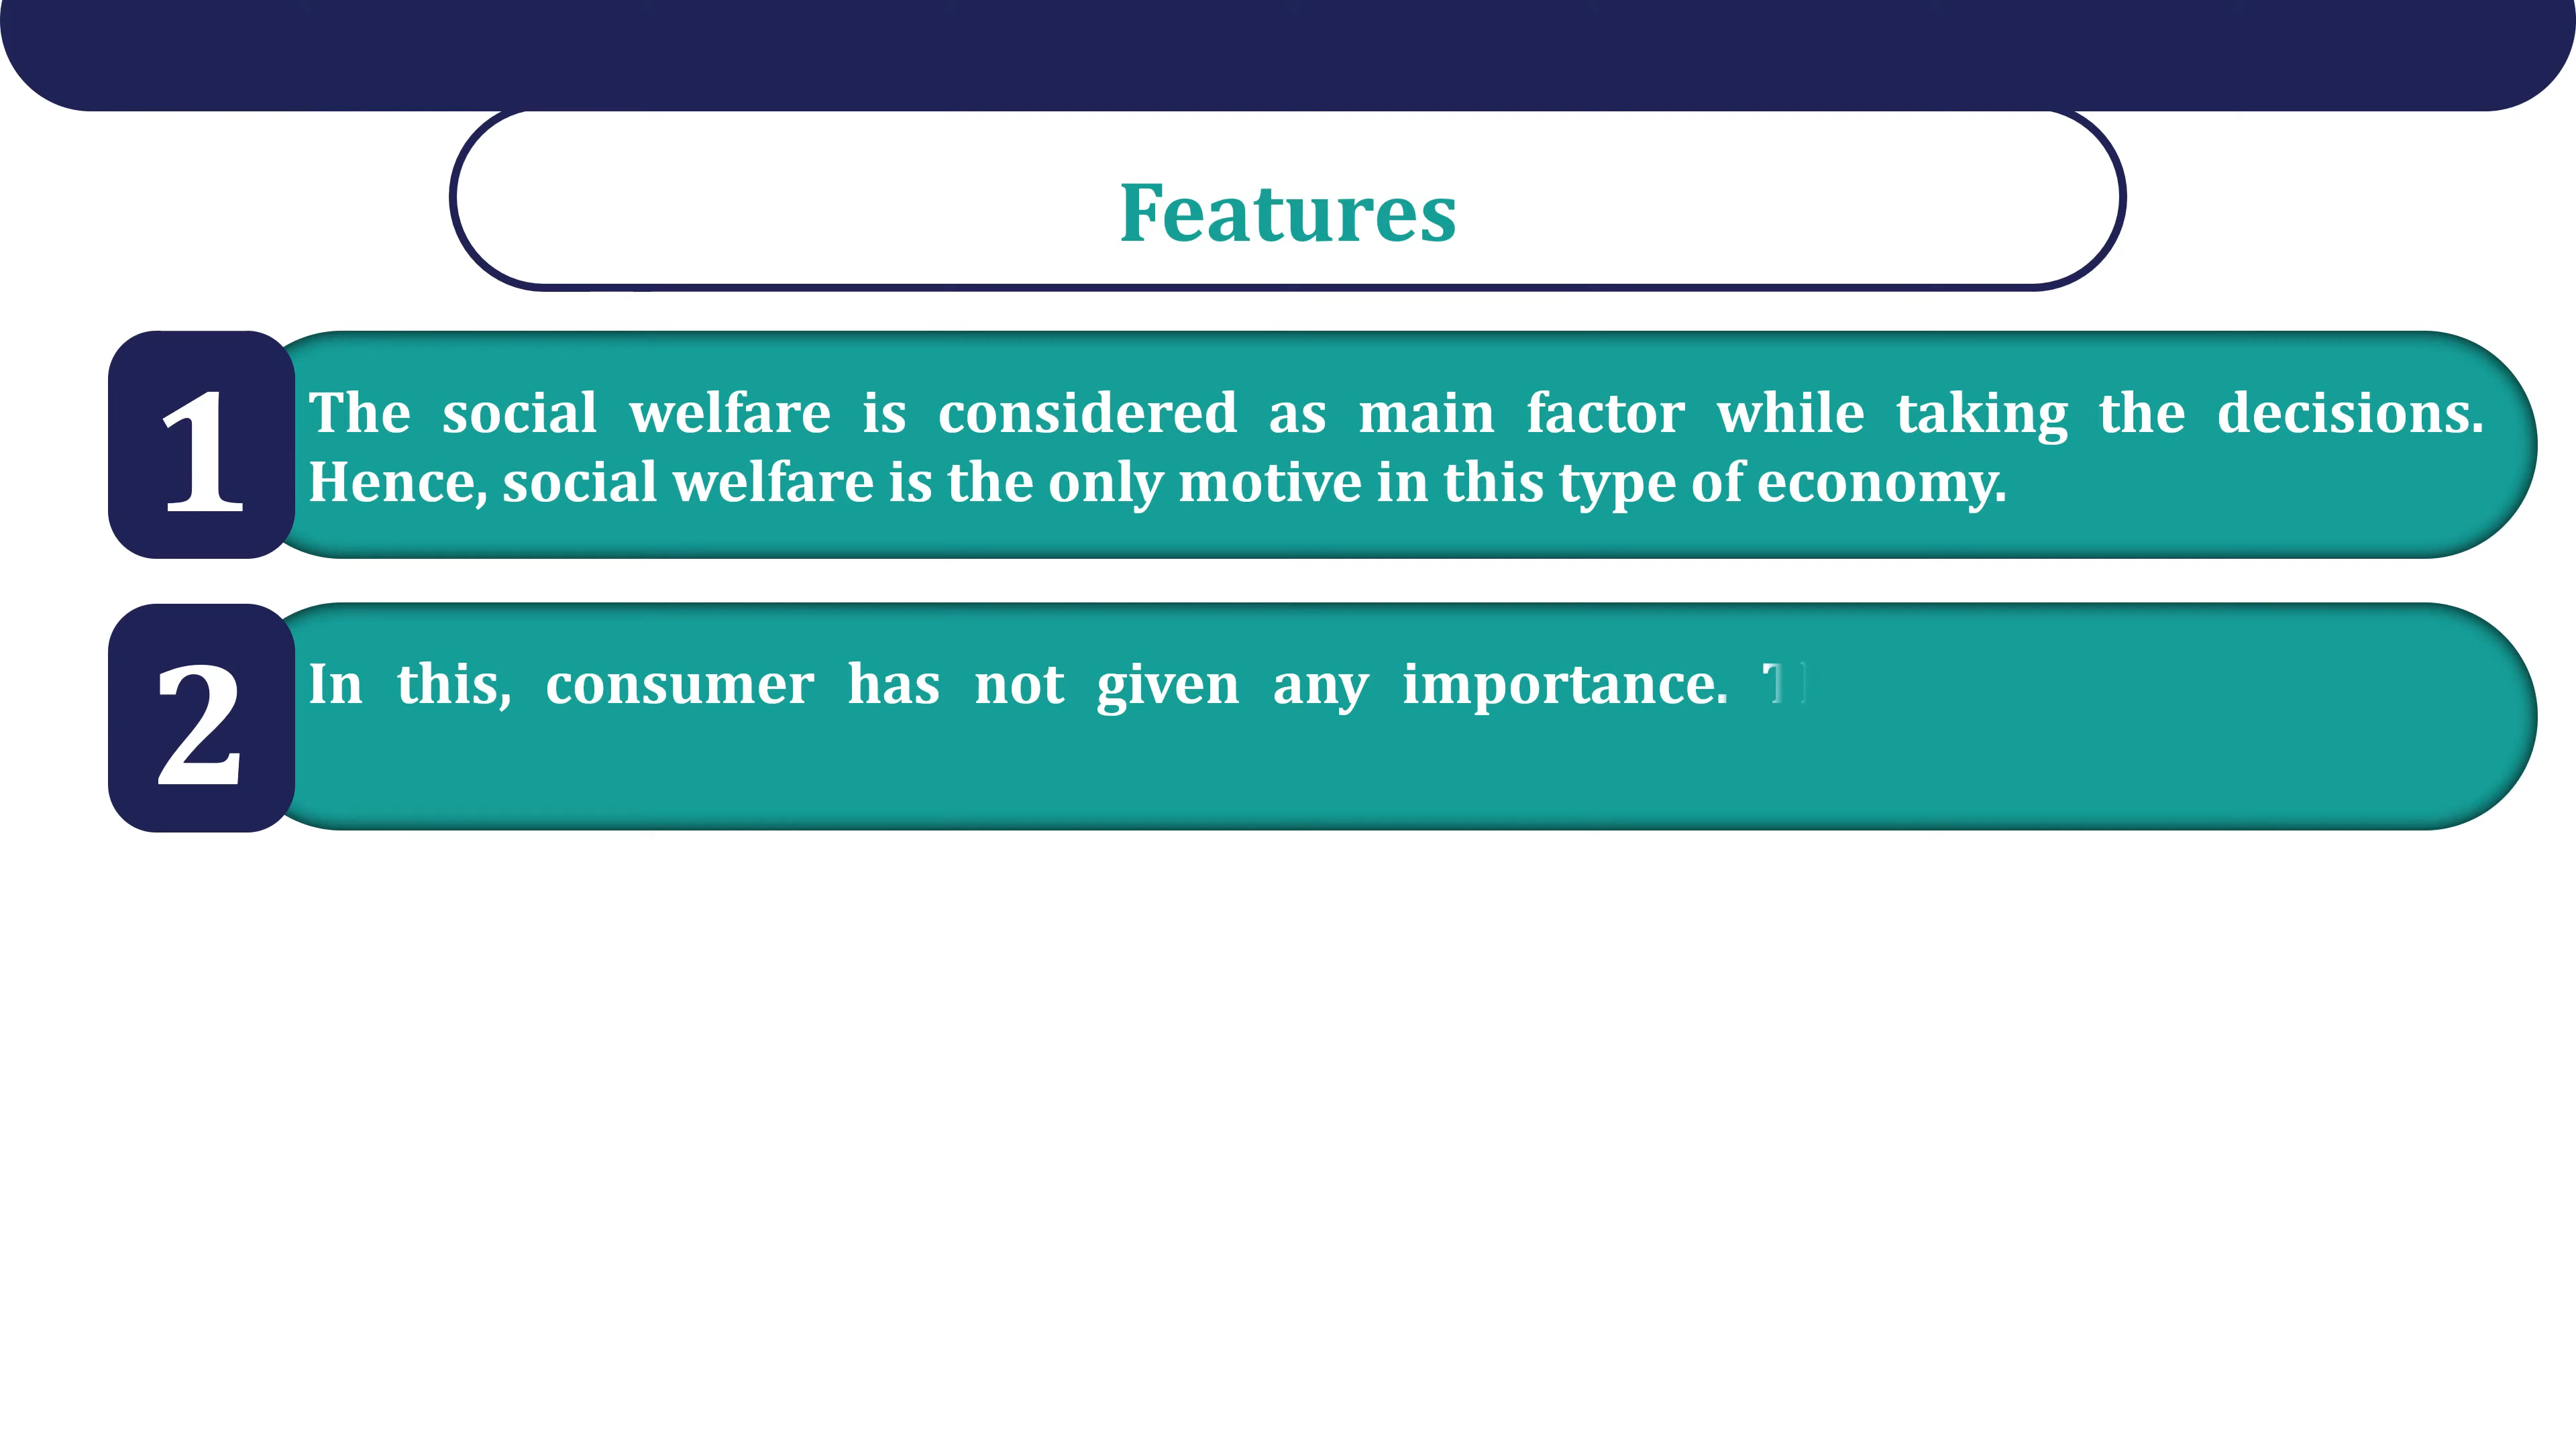 Features
1
The social welfare is considered as main factor while taking the decisions.
Hence, social welfare is the only motive in this type of economy.
2
In this, consumer has not given any importance.